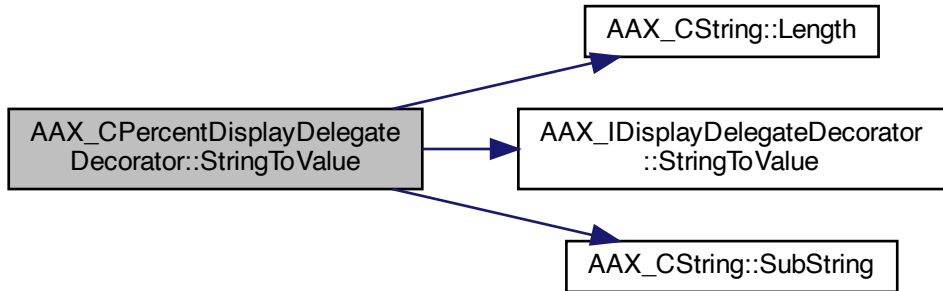 AAX_CString::Length
AAX_CPercentDisplayDelegate
Decorator::StringToValue
AAX_IDisplayDelegateDecorator
::StringToValue
AAX_CString::SubString